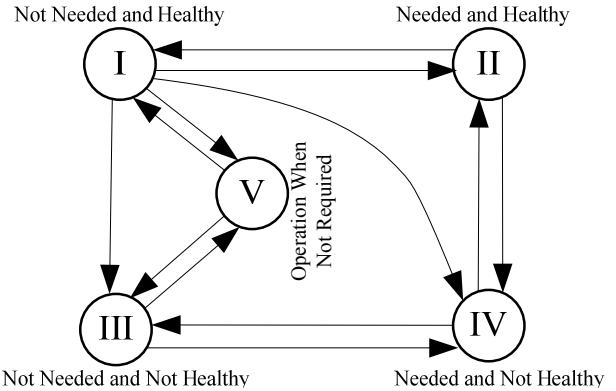 Not Needed and Healthy
Needed and Healthy
I
II
V
Operation When
Not Required
III
IV
Not Needed and Not Healthy
Needed and Not Healthy